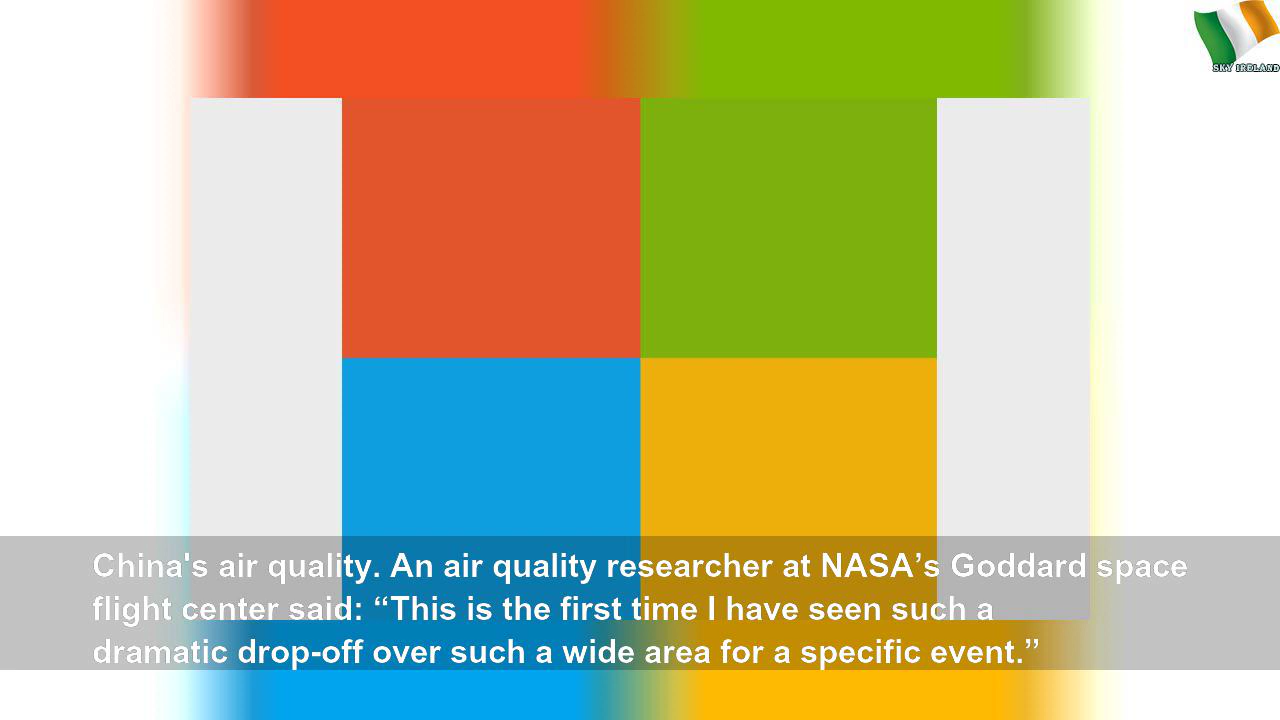 SKY IRELAND
China's air quality. An air quality researcher at NASA’s Goddard space
flight center said: “This is the first time I have seen such a
dramatic drop-off over such a wide area for a specific event.”